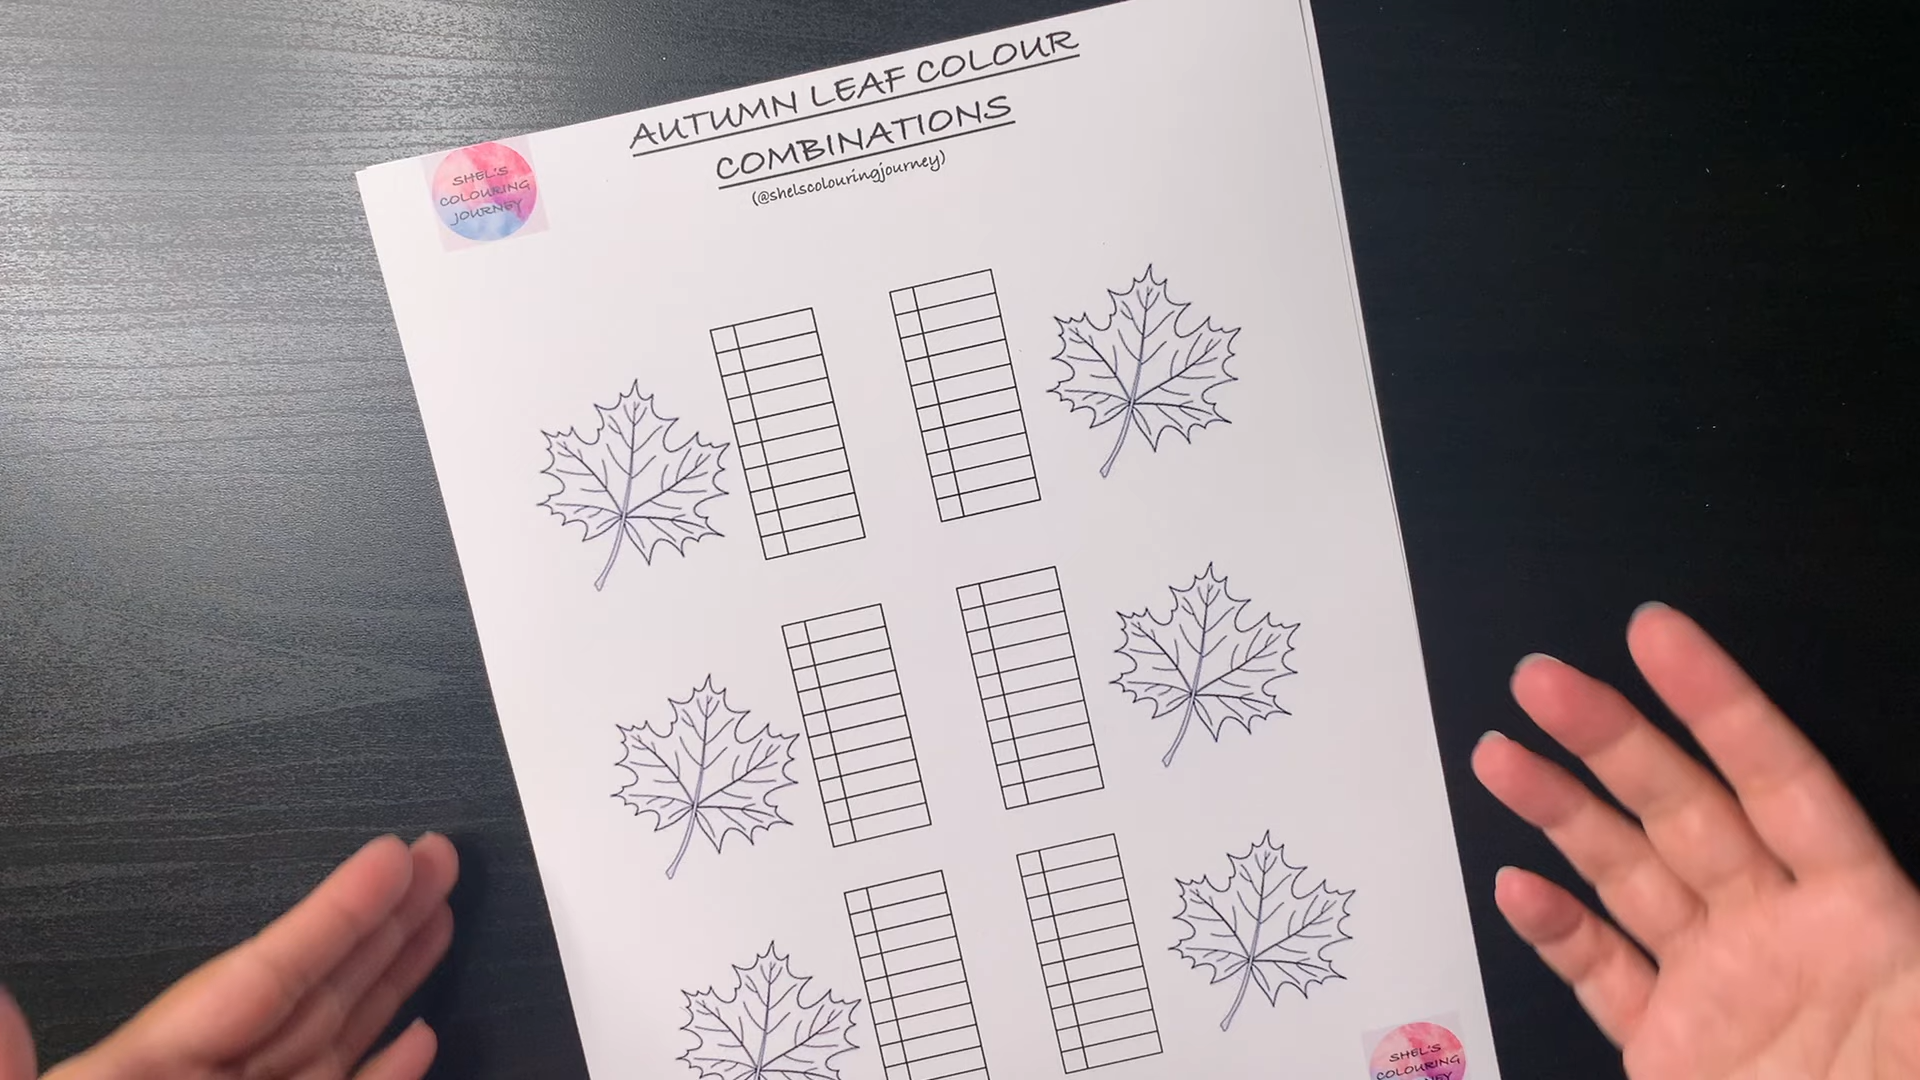 AUTUMN LEAF COLOUR
COMBINATIONS
(@shelscolouringjourney)
SHEL'S
COLOURING
JOURNEY
SHEL'S
COLOURING